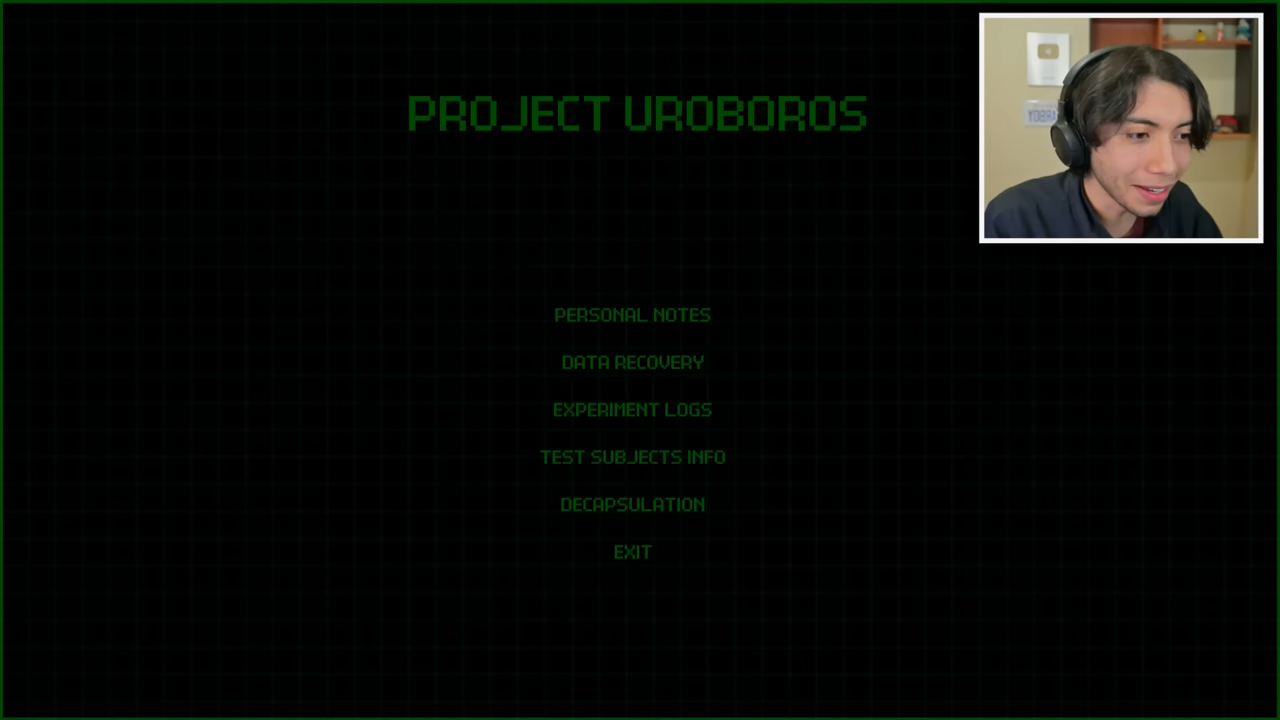 PROJECT UROBOROS
PERSONAL NOTES
DATA RECOVERY
EXPERIMENT LOGS
TEST SUBJECTS INFO
DECAPSULATION
EXIT